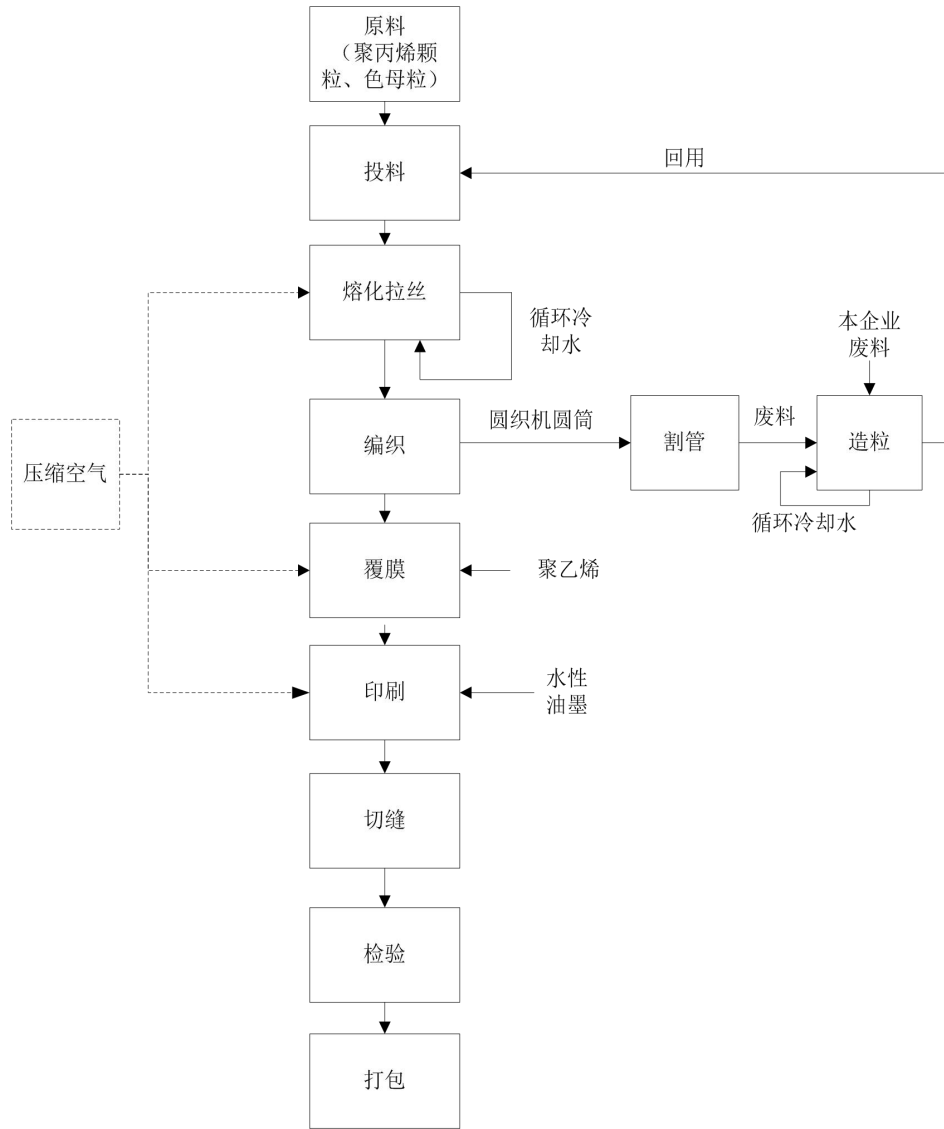 原料
（聚丙烯颗
粒、色母粒）
投料
回用
熔化拉丝
循环冷
却水
本企业
废料
压缩空气
编织
圆织机圆筒
割管
废料
造粒
循环冷却水
覆膜
聚乙烯
印刷
水性
油墨
切缝
检验
打包